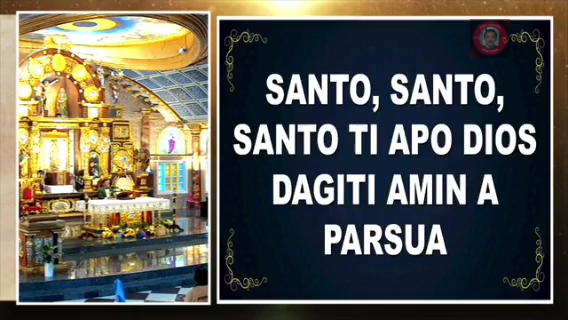 SANTO, SANTO,
SANTO TI APO DIOS
DAGITI AMIN A
PARSUA